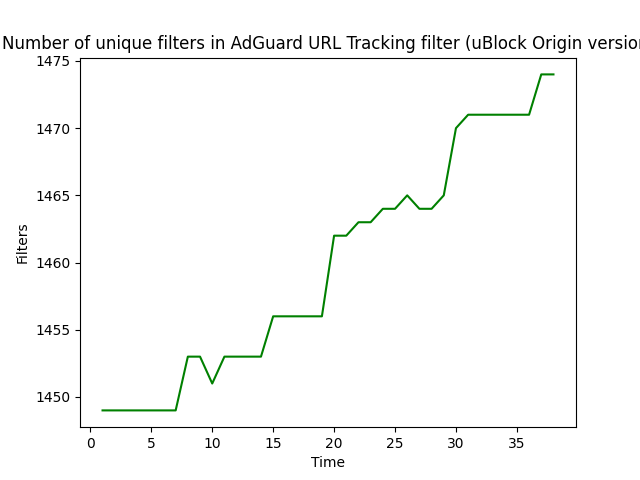 Number of unique filters in AdGuard URL Tracking filter (uBlock Origin version
1475
1470
1465
1460
1455
1450
Filters
0 5 10 15 20 25 30 35
Time